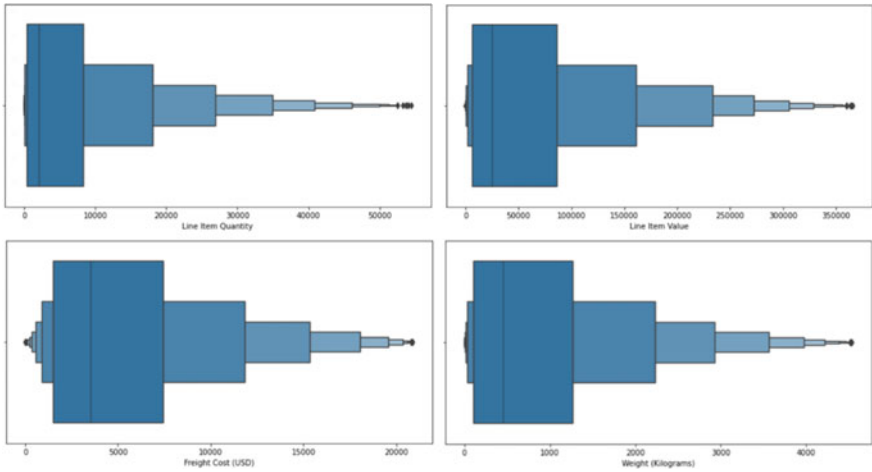 0 10000 20000 30000 40000 50000
Line Item Quantity
0 50000 100000 150000 200000 250000 300000 350000
Line Item Value
0 5000 10000 15000 20000
Freight Cost (USD)
0 1000 2000 3000 4000
Weight (Kilograms)